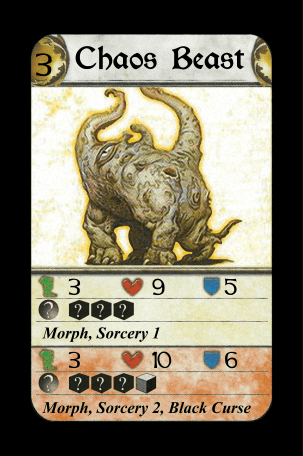 3 Chaos Beast
3 9 5
? ? ? ?
Morph, Sorcery 1
3 10 6
? ? ? ?
Morph, Sorcery 2, Black Curse